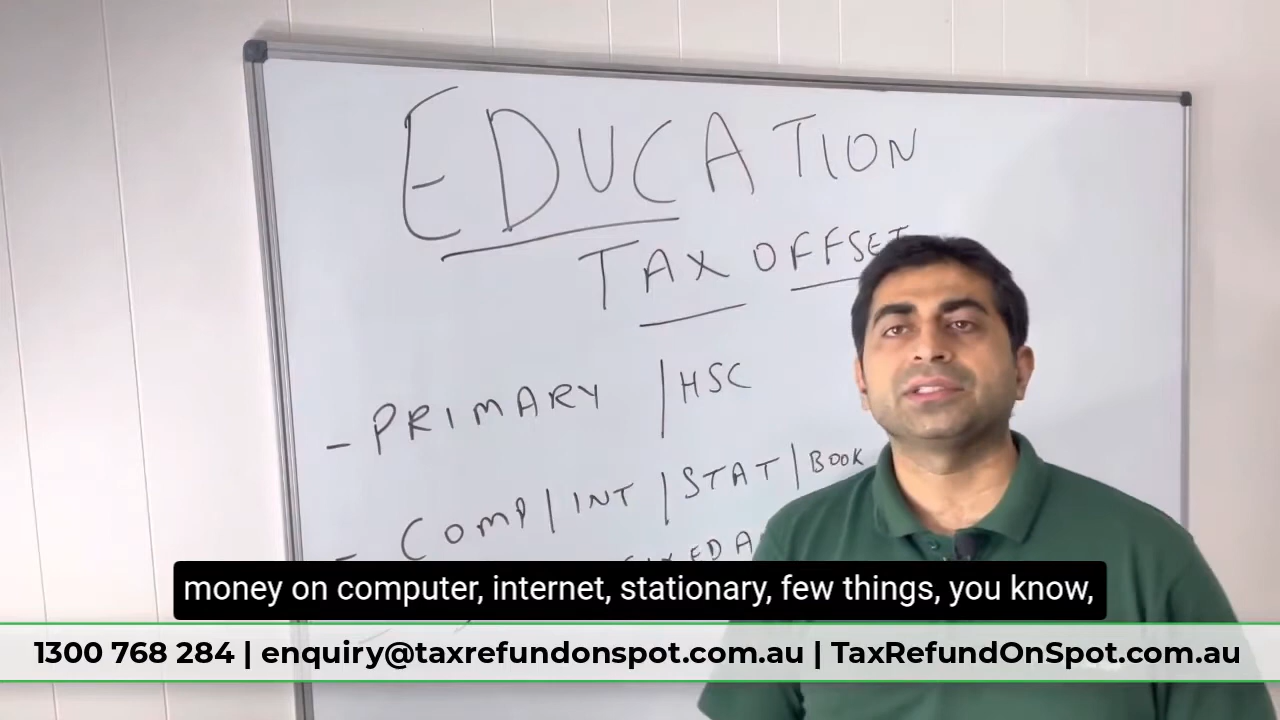 EDUCATION
TAX OFFSET
- PRIMARY | HSC
- COMP | INT | STAT | BOOK
money on computer, internet, stationary, few things, you know,
1300 768 284 | enquiry@taxrefundonspot.com.au | TaxRefundOnSpot.com.au